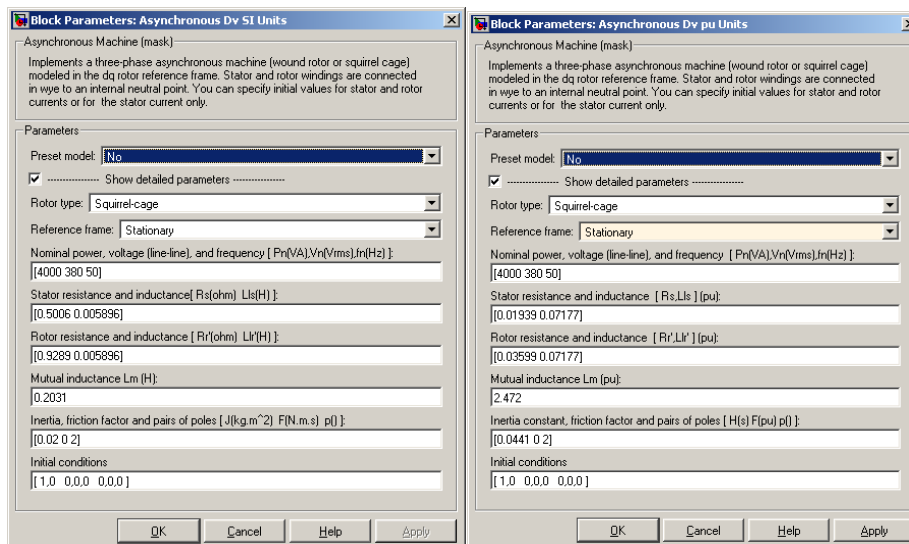 Block Parameters: Asynchronous Dv SI Units
Asynchronous Machine (mask)
Implements a three-phase asynchronous machine (wound rotor or squirrel cage)
modeled in the dq rotor reference frame. Stator and rotor windings are connected
in wye to an internal neutral point. You can specify initial values for stator and rotor
currents or for  the stator current only.
Parameters
Preset model: No
---------------- Show detailed parameters ----------------
Rotor type: Squirrel-cage
Reference frame: Stationary
Nominal power, voltage (line-line), and frequency [ Pn(VA),Vn(Vrms),fn(Hz) ]:
[4000 380 50]
Stator resistance and inductance[ Rs(ohm)  Lls(H) ]:
[0.5006 0.005896]
Rotor resistance and inductance [ Rr'(ohm)  Llr'(H) ]:
[0.9289 0.005896]
Mutual inductance Lm (H):
0.2031
Inertia, friction factor and pairs of poles [ J(kg.m^2)  F(N.m.s)  p() ]:
[0.02 0 2]
Initial conditions
[ 1,0   0,0,0   0,0,0 ]
OK Cancel Help Apply
Block Parameters: Asynchronous Dv pu Units
Asynchronous Machine (mask)
Implements a three-phase asynchronous machine (wound rotor or squirrel cage)
modeled in the dq rotor reference frame. Stator and rotor windings are connected
in wye to an internal neutral point. You can specify initial values for stator and rotor
currents or for  the stator current only.
Parameters
Preset model: No
---------------- Show detailed parameters ----------------
Rotor type: Squirrel-cage
Reference frame: Stationary
Nominal power, voltage (line-line), and frequency  [ Pn(VA),Vn(Vrms),fn(Hz) ]:
[4000 380 50]
Stator resistance and inductance  [ Rs,Lls ] (pu):
[0.01939 0.07177]
Rotor resistance and inductance  [ Rr',Llr' ] (pu):
[0.03599 0.07177]
Mutual inductance Lm (pu):
2.472
Inertia constant, friction factor and pairs of poles [ H(s) F(pu) p() ]:
[0.0441 0 2]
Initial conditions
[ 1,0   0,0,0   0,0,0 ]
OK Cancel Help Apply